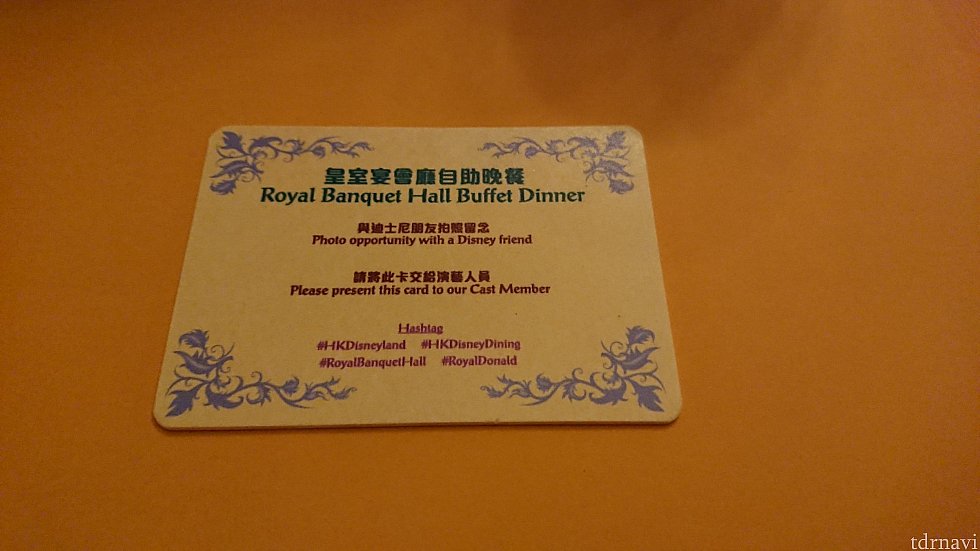 皇室宴會廳自助晚餐
Royal Banquet Hall Buffet Dinner
與迪士尼朋友拍照留念
Photo opportunity with a Disney friend
請將此卡交給演藝人員
Please present this card to our Cast Member
Hashtag
#HKDisneyland #HKDisneyDining
#RoyalBanquetHall #RoyalDonald
tdrnavi